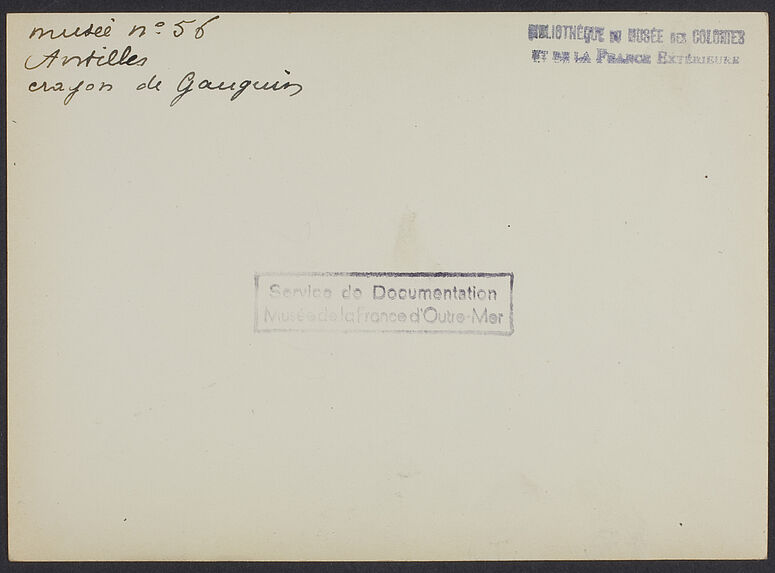 musée n° 56
Antilles
crayon de Gauguin
BIBLIOTHÈQUE DU MUSÉE DES COLONIES
ET DE LA FRANCE EXTÉRIEURE
Service de Documentation
Musée de la France d'Outre-Mer